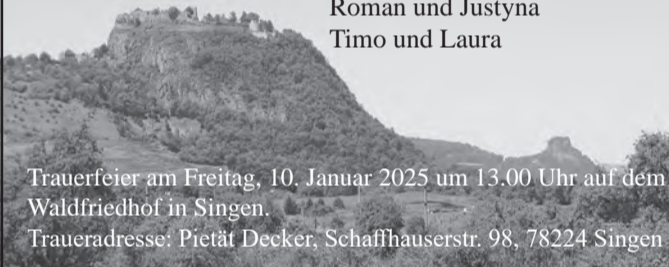 Roman und Justyna
Timo und Laura
Trauerfeier am Freitag, 10. Januar 2025 um 13.00 Uhr auf dem
Waldfriedhof in Singen.
Traueradresse: Pietät Decker, Schaffhauserstr. 98, 78224 Singen